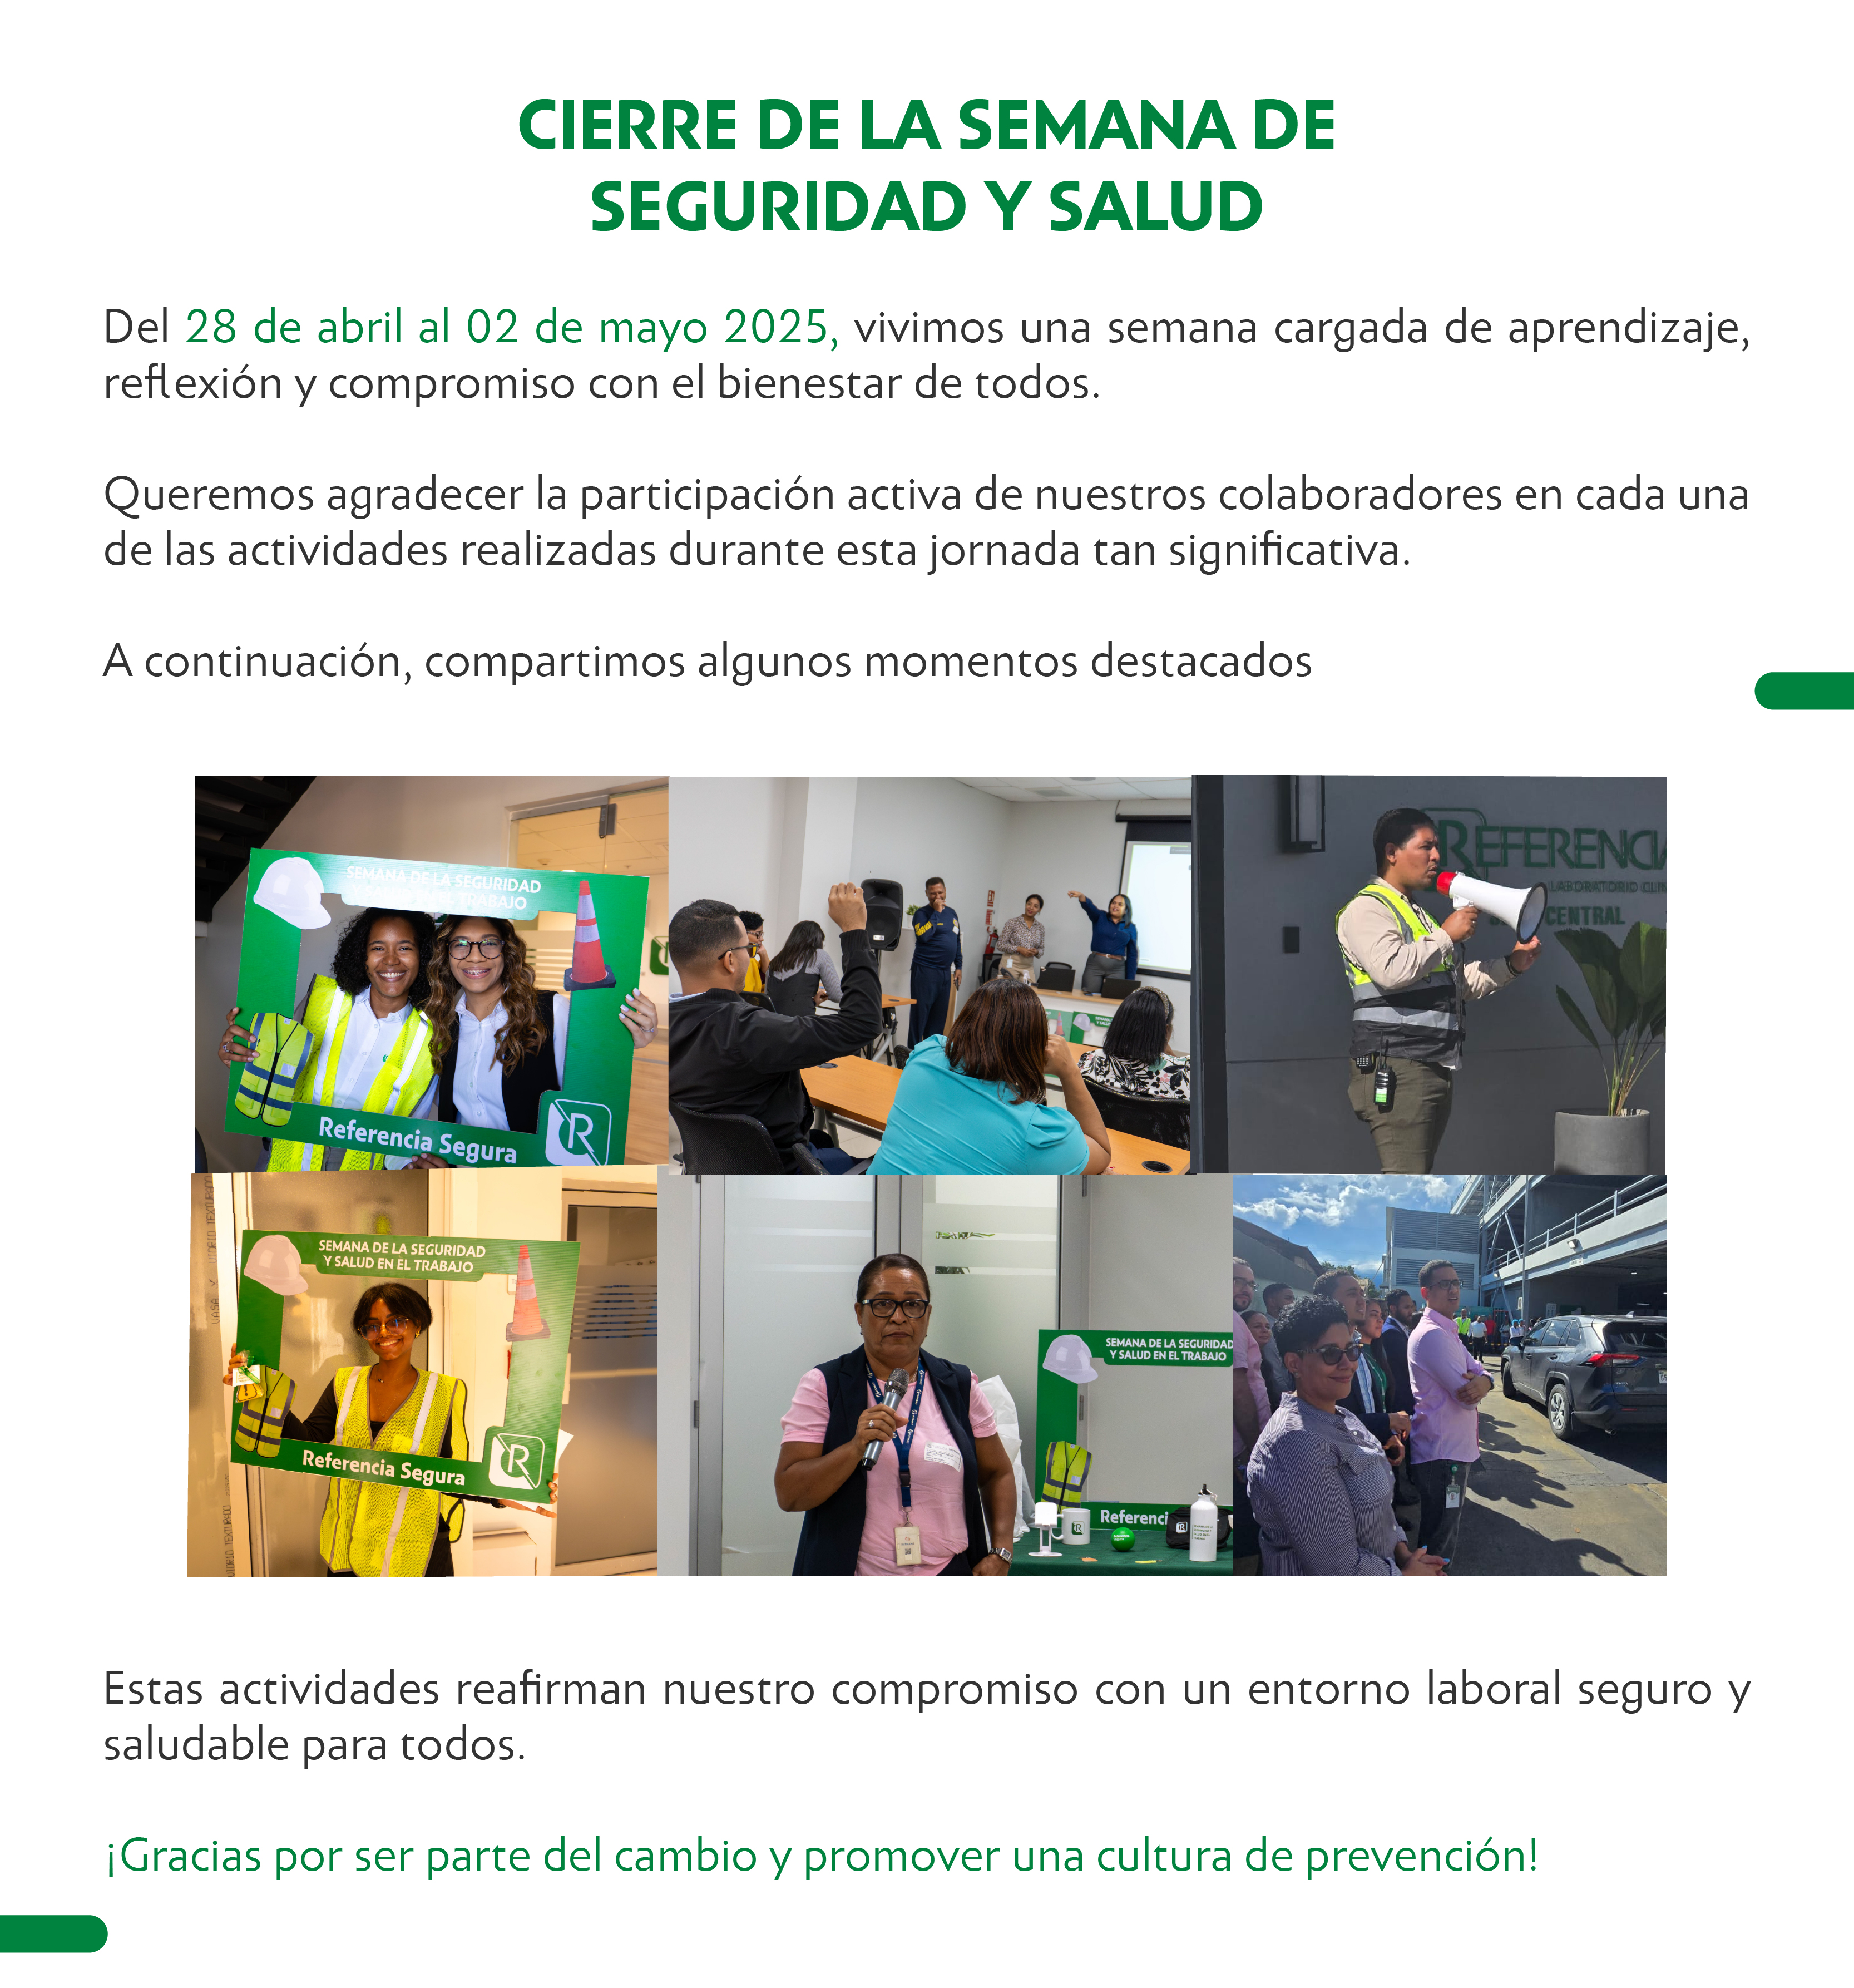 CIERRE DE LA SEMANA DE
SEGURIDAD Y SALUD
Del 28 de abril al 02 de mayo 2025, vivimos una semana cargada de aprendizaje,
reflexión y compromiso con el bienestar de todos.
Queremos agradecer la participación activa de nuestros colaboradores en cada una
de las actividades realizadas durante esta jornada tan significativa.
A continuación, compartimos algunos momentos destacados
SEMANA DE LA SEGURIDAD
Y SALUD EN EL TRABAJO
Referencia Segura
R
REFERENCIA
LABORATORIO CLIN
CENTRAL
SEMANA DE LA SEGURIDAD
Y SALUD EN EL TRABAJO
Referencia Segura
R
SEMANA DE LA SEGURIDAD
Y SALUD EN EL TRABAJO
Referenci
Estas actividades reafirman nuestro compromiso con un entorno laboral seguro y
saludable para todos.
¡Gracias por ser parte del cambio y promover una cultura de prevención!